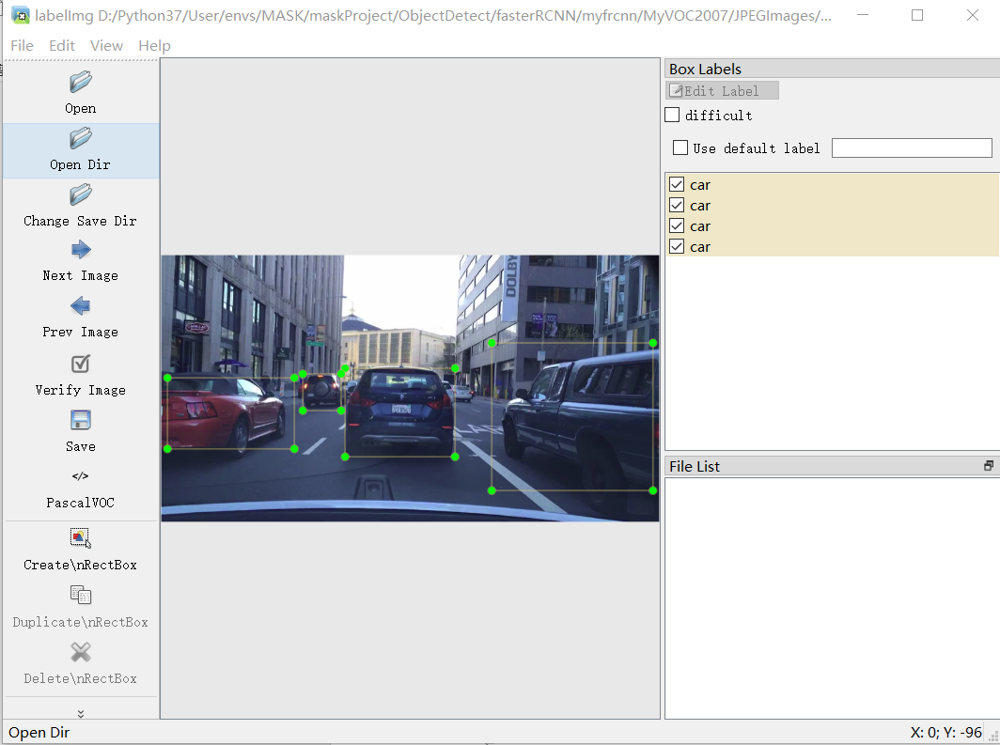 labelImg D:/Python37/User/envs/MASK/maskProject/ObjectDetect/fasterRCNN/myfrcnn/MyVOC2007/JPEGImages/...
File Edit View Help
Open
Open Dir
Change Save Dir
Next Image
Prev Image
Verify Image
Save
</>
PascalVOC
Create\nRectBox
Duplicate\nRectBox
Delete\nRectBox
DOLBY
Box Labels
Edit Label
difficult
Use default label
car
car
car
car
File List
Open Dir
X: 0; Y: -96